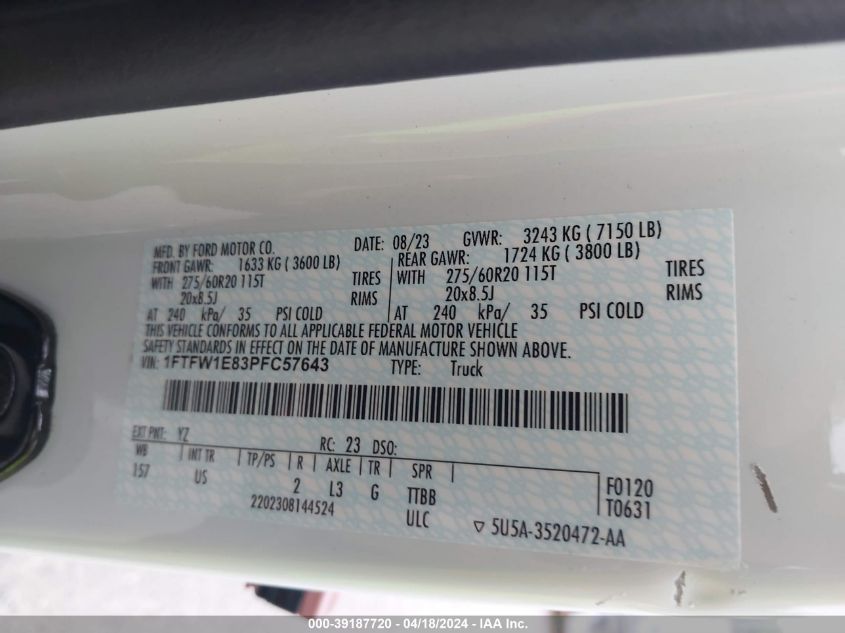 MFD. BY FORD MOTOR CO.
DATE: 08/23 GVWR: 3243 KG ( 7150 LB)
FRONT GAWR: 1633 KG ( 3600 LB) REAR GAWR: 1724 KG ( 3800 LB)
WITH 275/60R20 115T TIRES WITH 275/60R20 115T TIRES
20x8.5J RIMS 20x8.5J RIMS
AT 240 kPa/ 35 PSI COLD AT 240 kPa/ 35 PSI COLD
THIS VEHICLE CONFORMS TO ALL APPLICABLE FEDERAL MOTOR VEHICLE
SAFETY STANDARDS IN EFFECT ON THE DATE OF MANUFACTURE SHOWN ABOVE.
VIN: 1FTFW1E83PFC57643 TYPE: Truck
EXT PNT: YZ RC: 23 DSO:
WB INT TR TP/PS R AXLE TR SPR
157 US 2 L3 G TTBB F0120
2202308144524 ULC T0631
▽ 5U5A-3520472-AA
000-39187720 - 04/18/2024 - IAAI.com